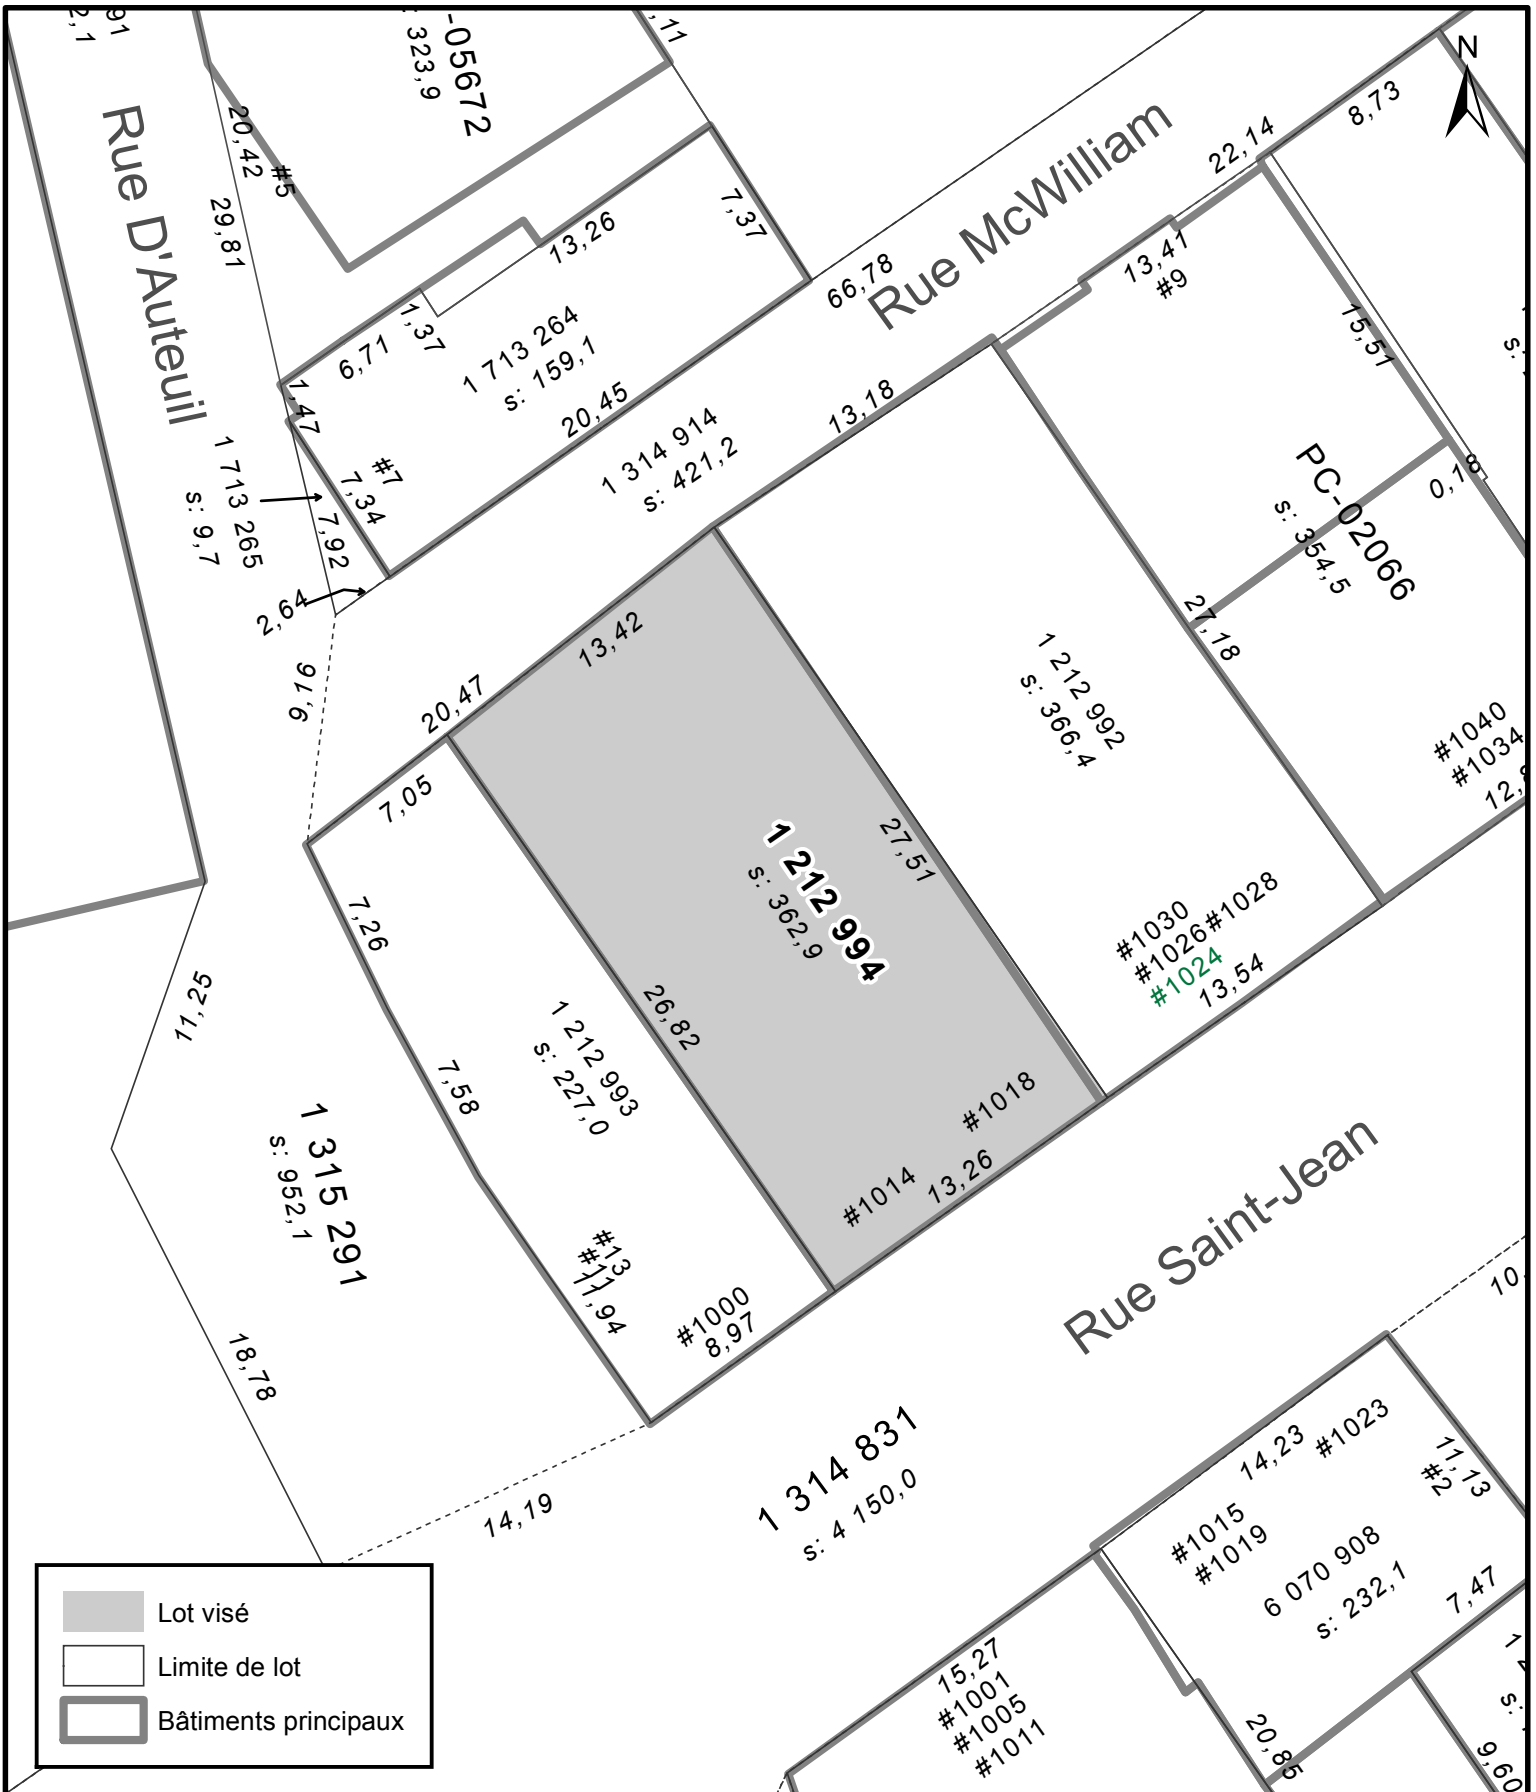 -05672
323,9
,11
N
8,73
22,14
Rue McWilliam
Rue D'Auteuil
20,42
#5
29,81
7,37
13,26
66,78
13,41
#9
15,51
1,37
6,71
1 713 264
s: 159,1
20,45
1,47
#7
7,34
7,92
1 713 265
s: 9,7
2,64
1 314 914
s: 421,2
13,18
PC-02066
s: 354,5
0,18
27,18
9,16
20,47
13,42
7,05
1 212 992
s: 366,4
#1040
#1034
1 212 994
s: 362,9
27,51
26,82
7,26
11,25
#1030
#1026 #1028
#1024
13,54
1 212 993
s: 227,0
7,58
#1018
#1014
13,26
1 315 291
s: 952,1
#13
#11
11,94
#1000
8,97
18,78
Rue Saint-Jean
14,19
1 314 831
s: 4 150,0
10,
14,23
#1023
11,13
#2
#1015
#1019
6 070 908
s: 232,1
7,47
15,27
#1001
#1005
#1011
20,85
9,60
Lot visé
Limite de lot
Bâtiments principaux